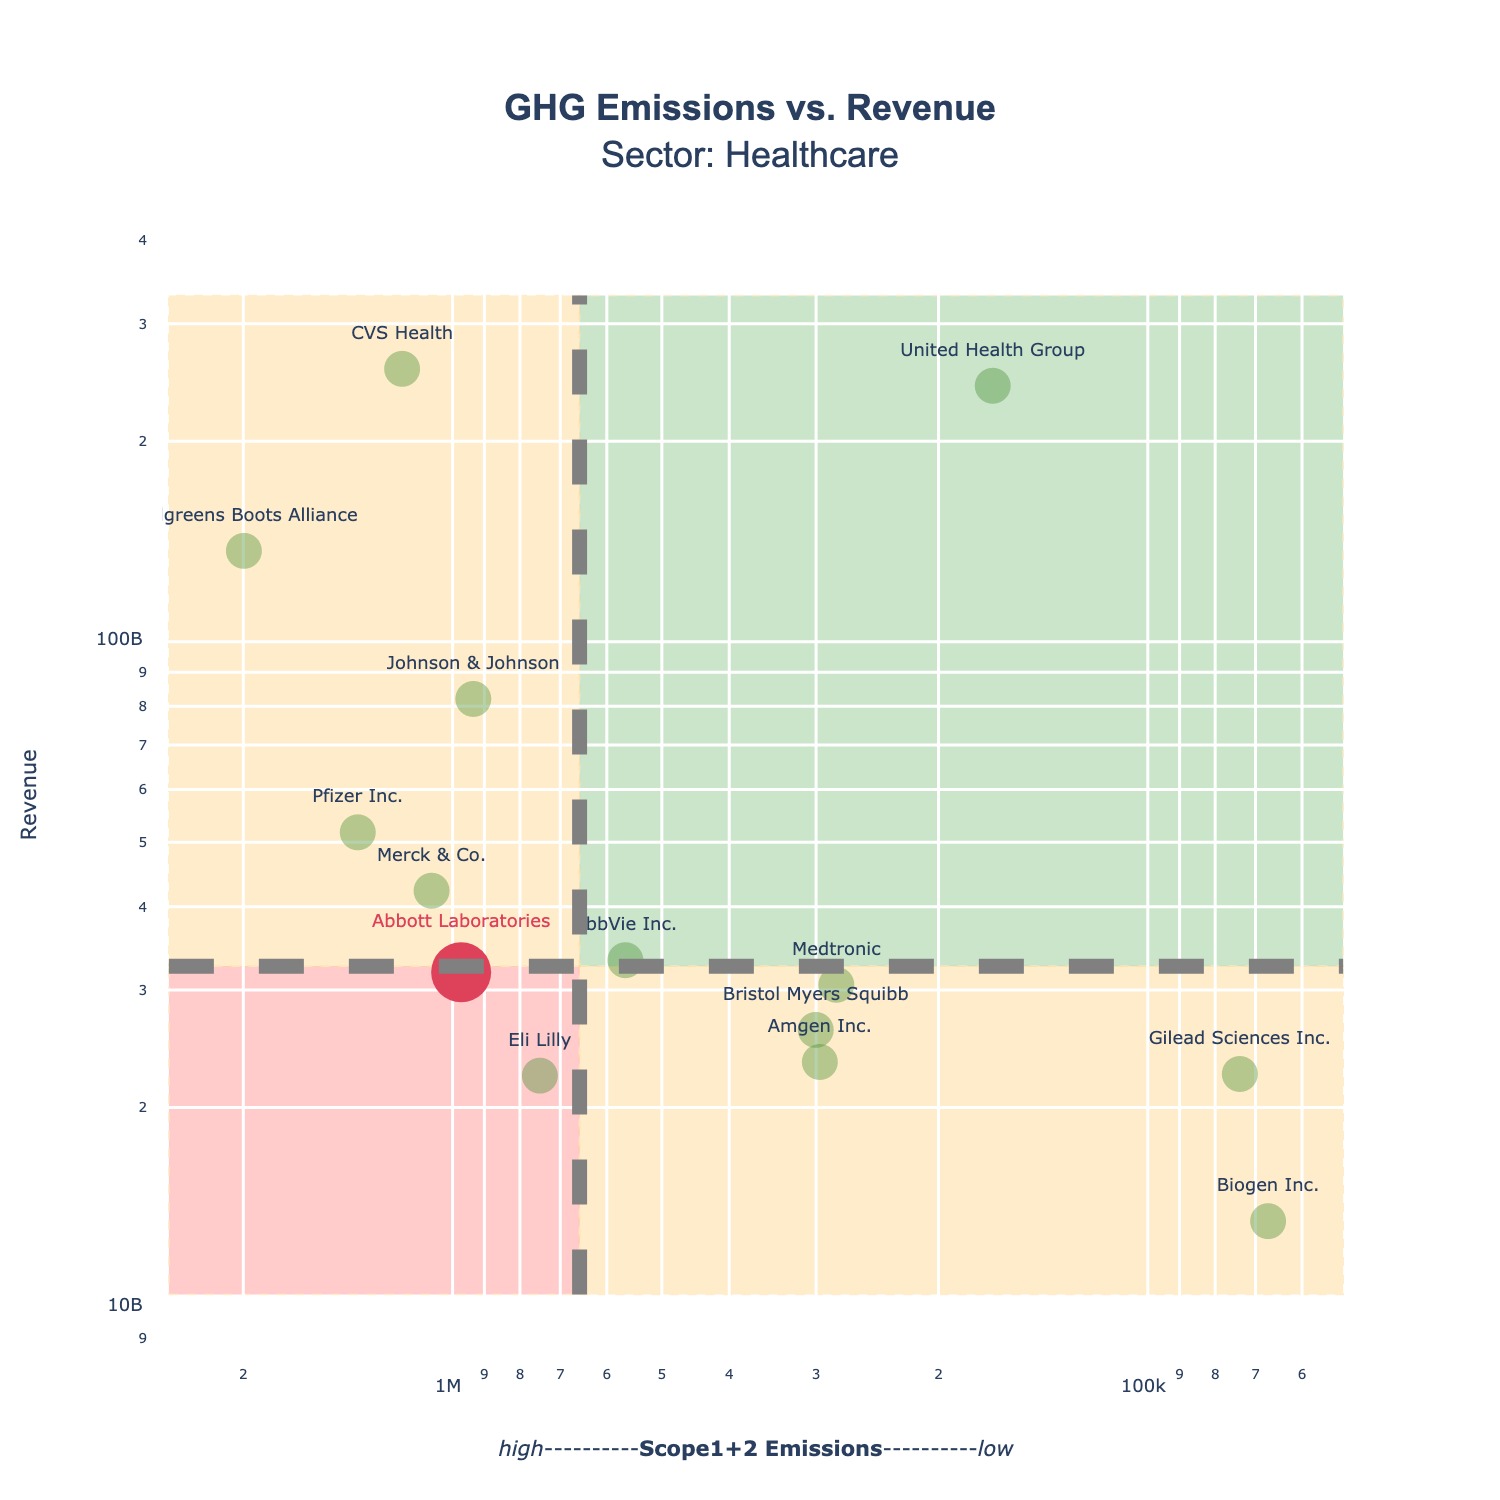 GHG Emissions vs. Revenue
Sector: Healthcare
4
3
2
100B
9
8
7
6
5
4
3
2
10B
9
Revenue
CVS Health
United Health Group
greens Boots Alliance
Johnson & Johnson
Pfizer Inc.
Merck & Co.
Abbott Laboratories
bbVie Inc.
Medtronic
Bristol Myers Squibb
Amgen Inc.
Eli Lilly
Gilead Sciences Inc.
Biogen Inc.
2 1M 9 8 7 6 5 4 3 2 100k 9 8 7 6
high----------Scope1+2 Emissions----------low